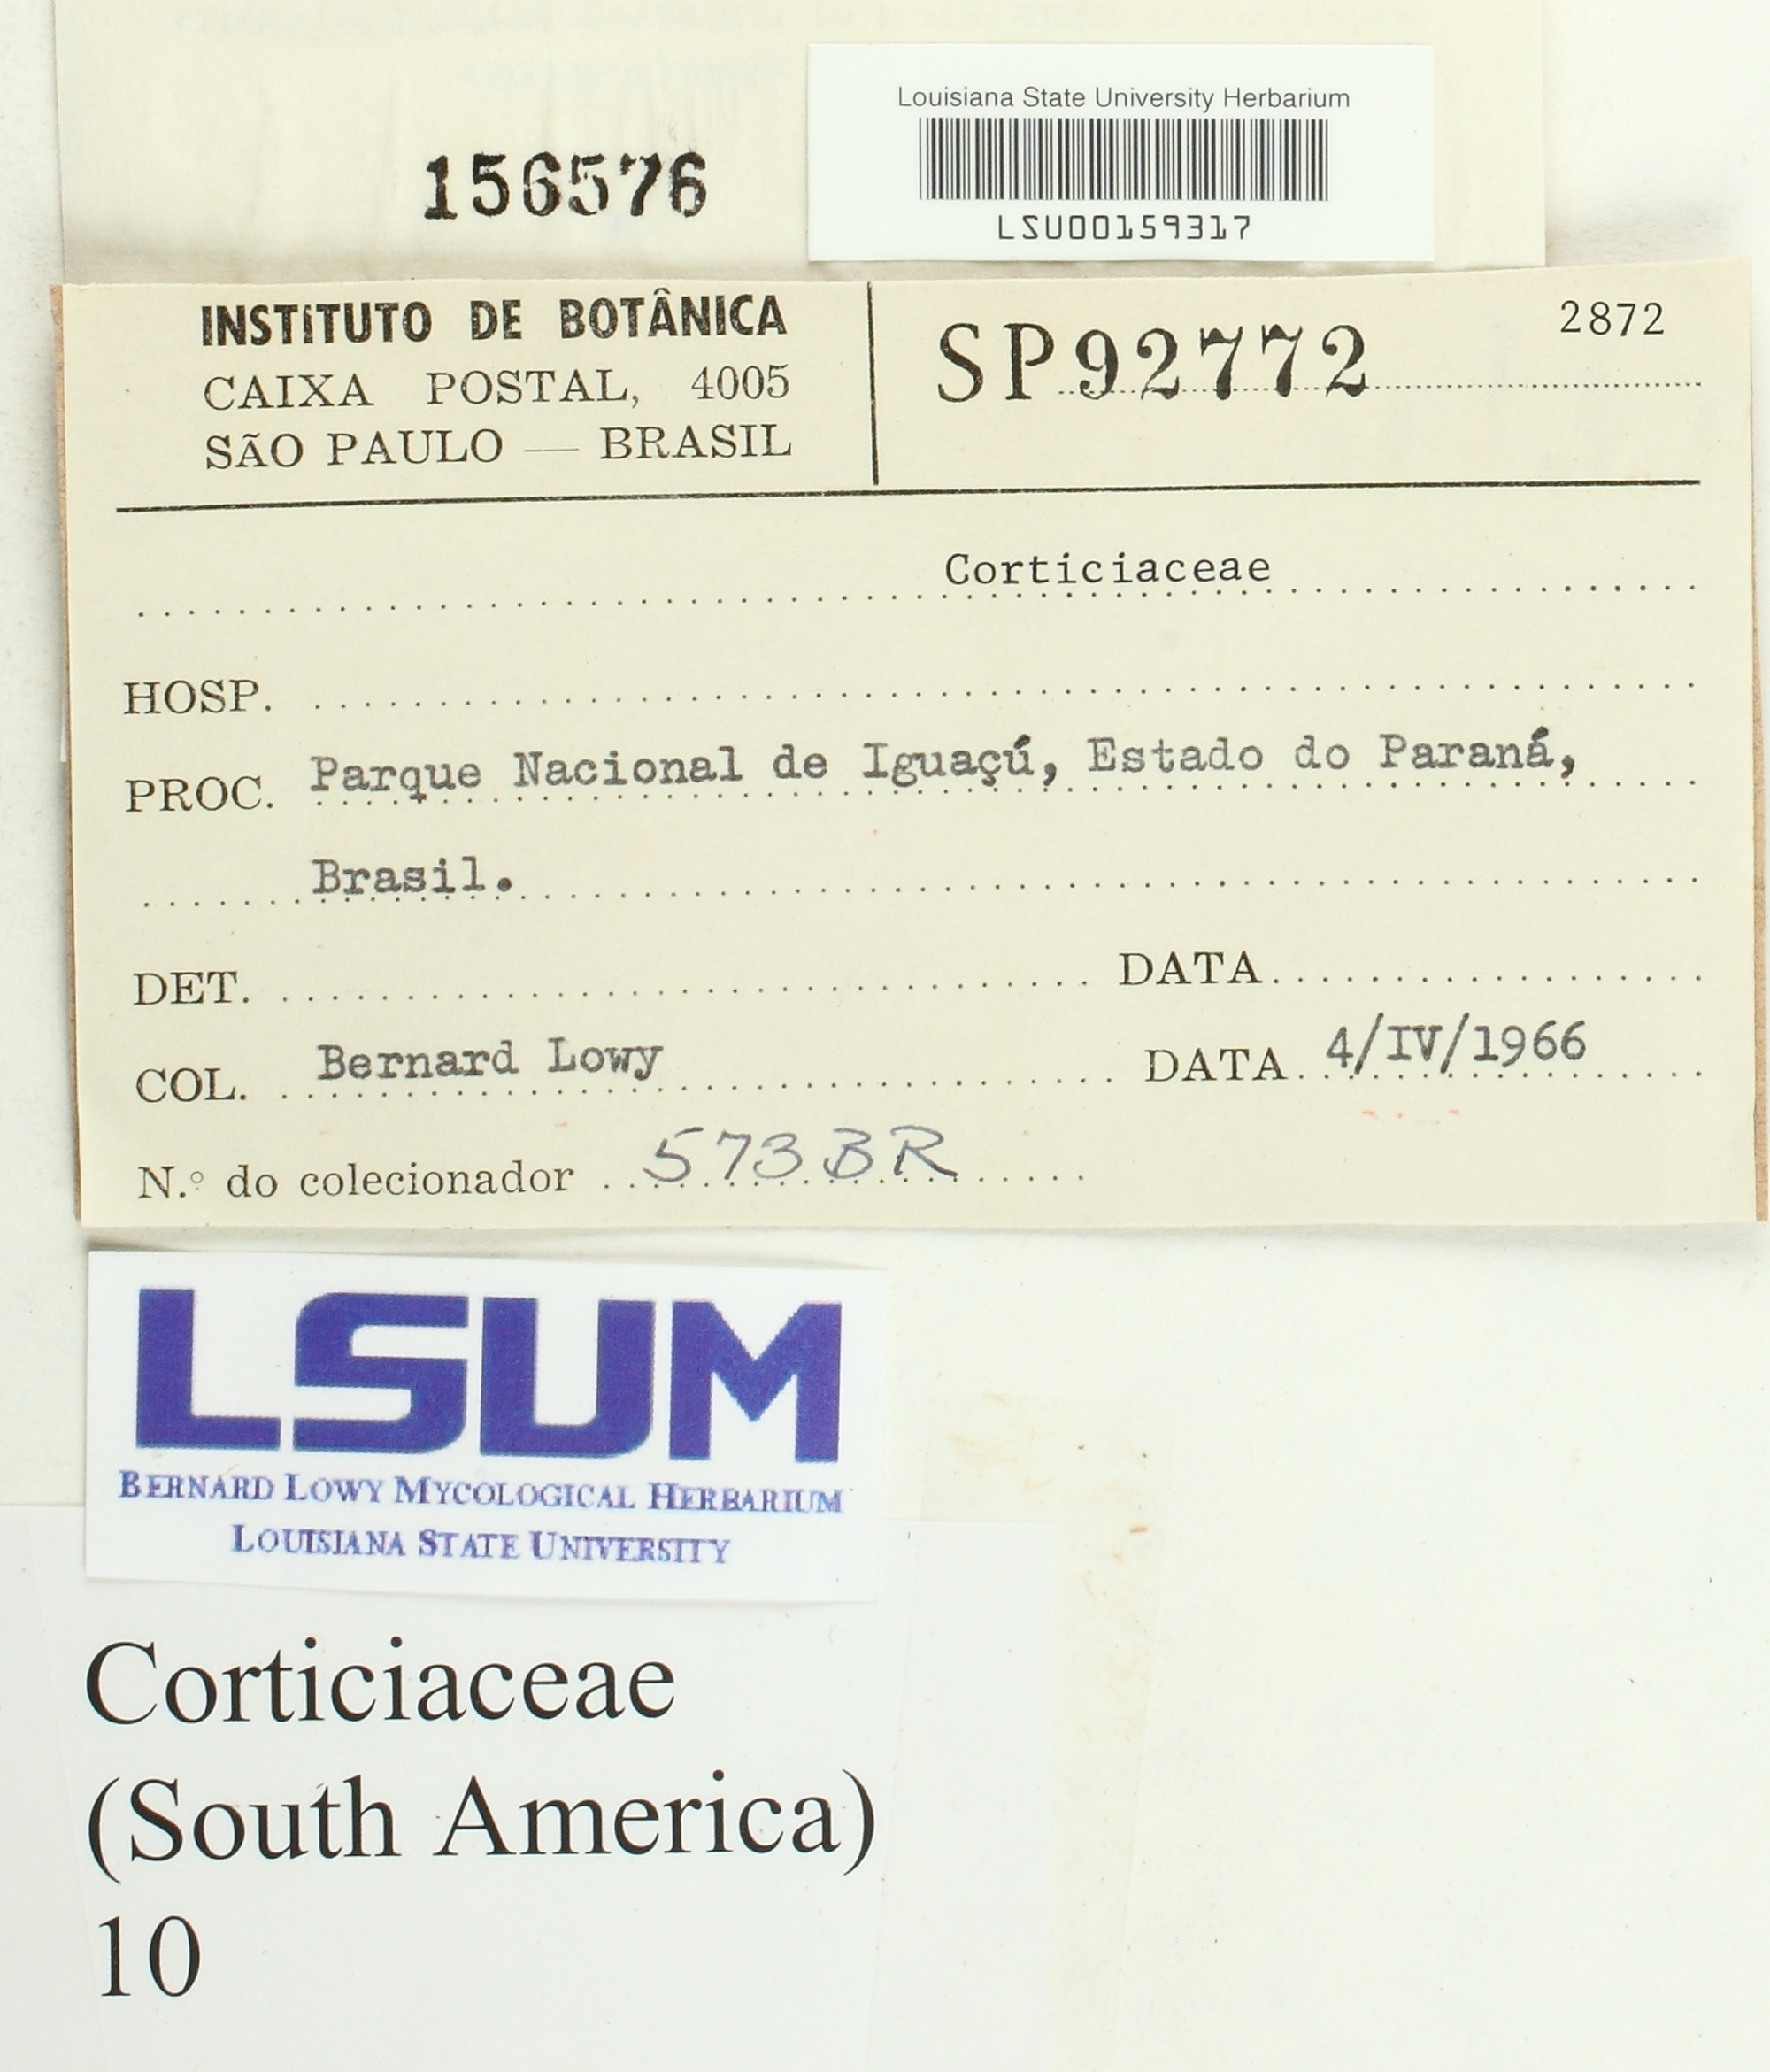 Louisiana State University Herbarium
156576
LSU00159317
INSTITUTO DE BOTÂNICA
CAIXA POSTAL, 4005
SÃO PAULO — BRASIL
SP92772
2872
Corticiaceae
HOSP.
PROC. Parque Nacional de Iguaçú, Estado do Paraná,
Brasil.
DET. DATA
COL. Bernard Lowy DATA 4/IV/1966
N.º do colecionador 573BR
LSUM
BERNARD LOWY MYCOLOGICAL HERBARIUM
LOUISIANA STATE UNIVERSITY
Corticiaceae
(South America)
10